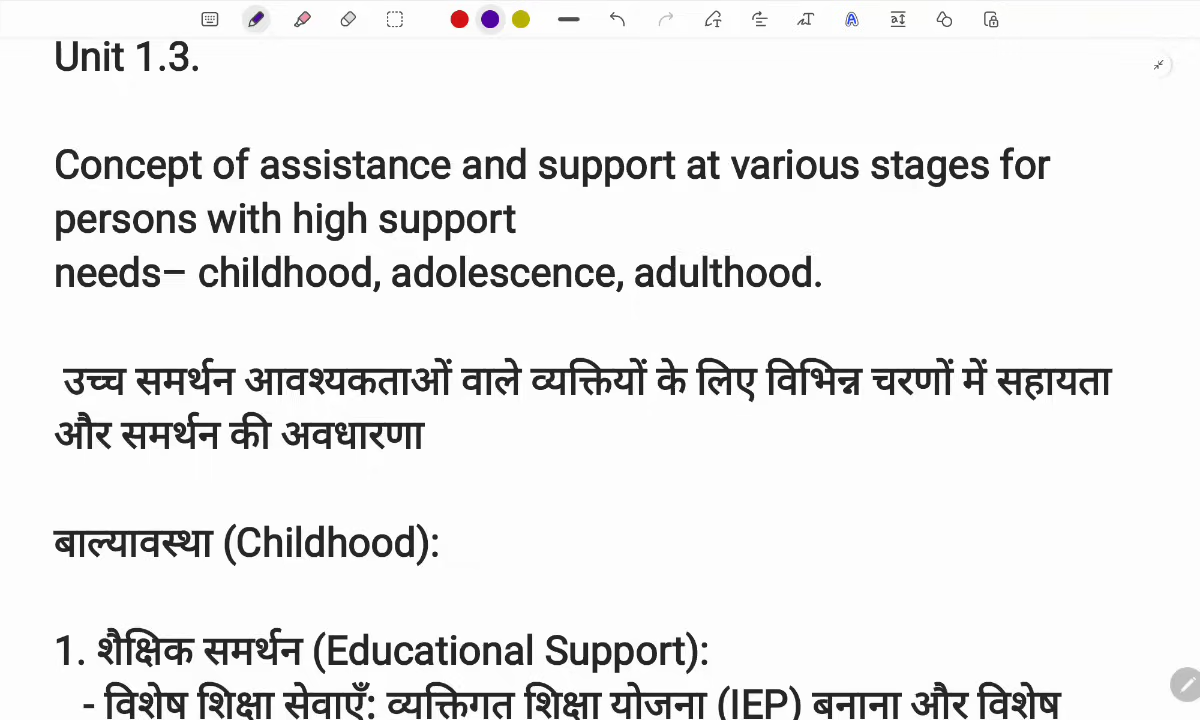 Unit 1.3.
Concept of assistance and support at various stages for
persons with high support
needs– childhood, adolescence, adulthood.
उच्च समर्थन आवश्यकताओं वाले व्यक्तियों के लिए विभिन्न चरणों में सहायता
और समर्थन की अवधारणा
बाल्यावस्था (Childhood):
1. शैक्षिक समर्थन (Educational Support):
- विशेष शिक्षा सेवाएँ: व्यक्तिगत शिक्षा योजना (IEP) बनाना और विशेष